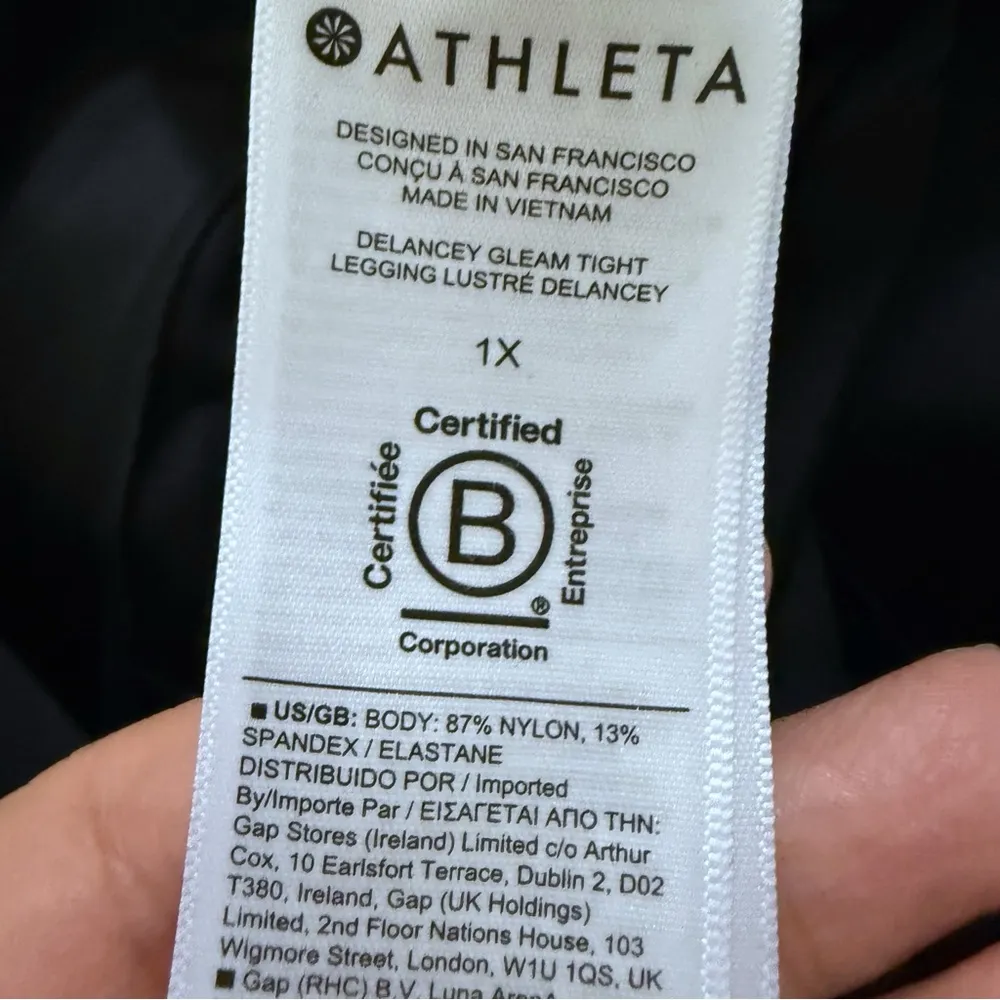 ATHLETA
DESIGNED IN SAN FRANCISCO
CONÇU À SAN FRANCISCO
MADE IN VIETNAM
DELANCEY GLEAM TIGHT
LEGGING LUSTRÉ DELANCEY
1X
Certified
Certifiée
B
Entreprise
®
Corporation
■ US/GB: BODY: 87% NYLON, 13%
SPANDEX / ELASTANE
DISTRIBUIDO POR / Imported
By/Importe Par / ΕΙΣΑΓΕΤΑΙ ΑΠΟ ΤΗΝ:
Gap Stores (Ireland) Limited c/o Arthur
Cox, 10 Earlsfort Terrace, Dublin 2, D02
T380, Ireland, Gap (UK Holdings)
Limited, 2nd Floor Nations House, 103
Wigmore Street, London, W1U 1QS, UK
■ Gap (RHC) B.V. Luna